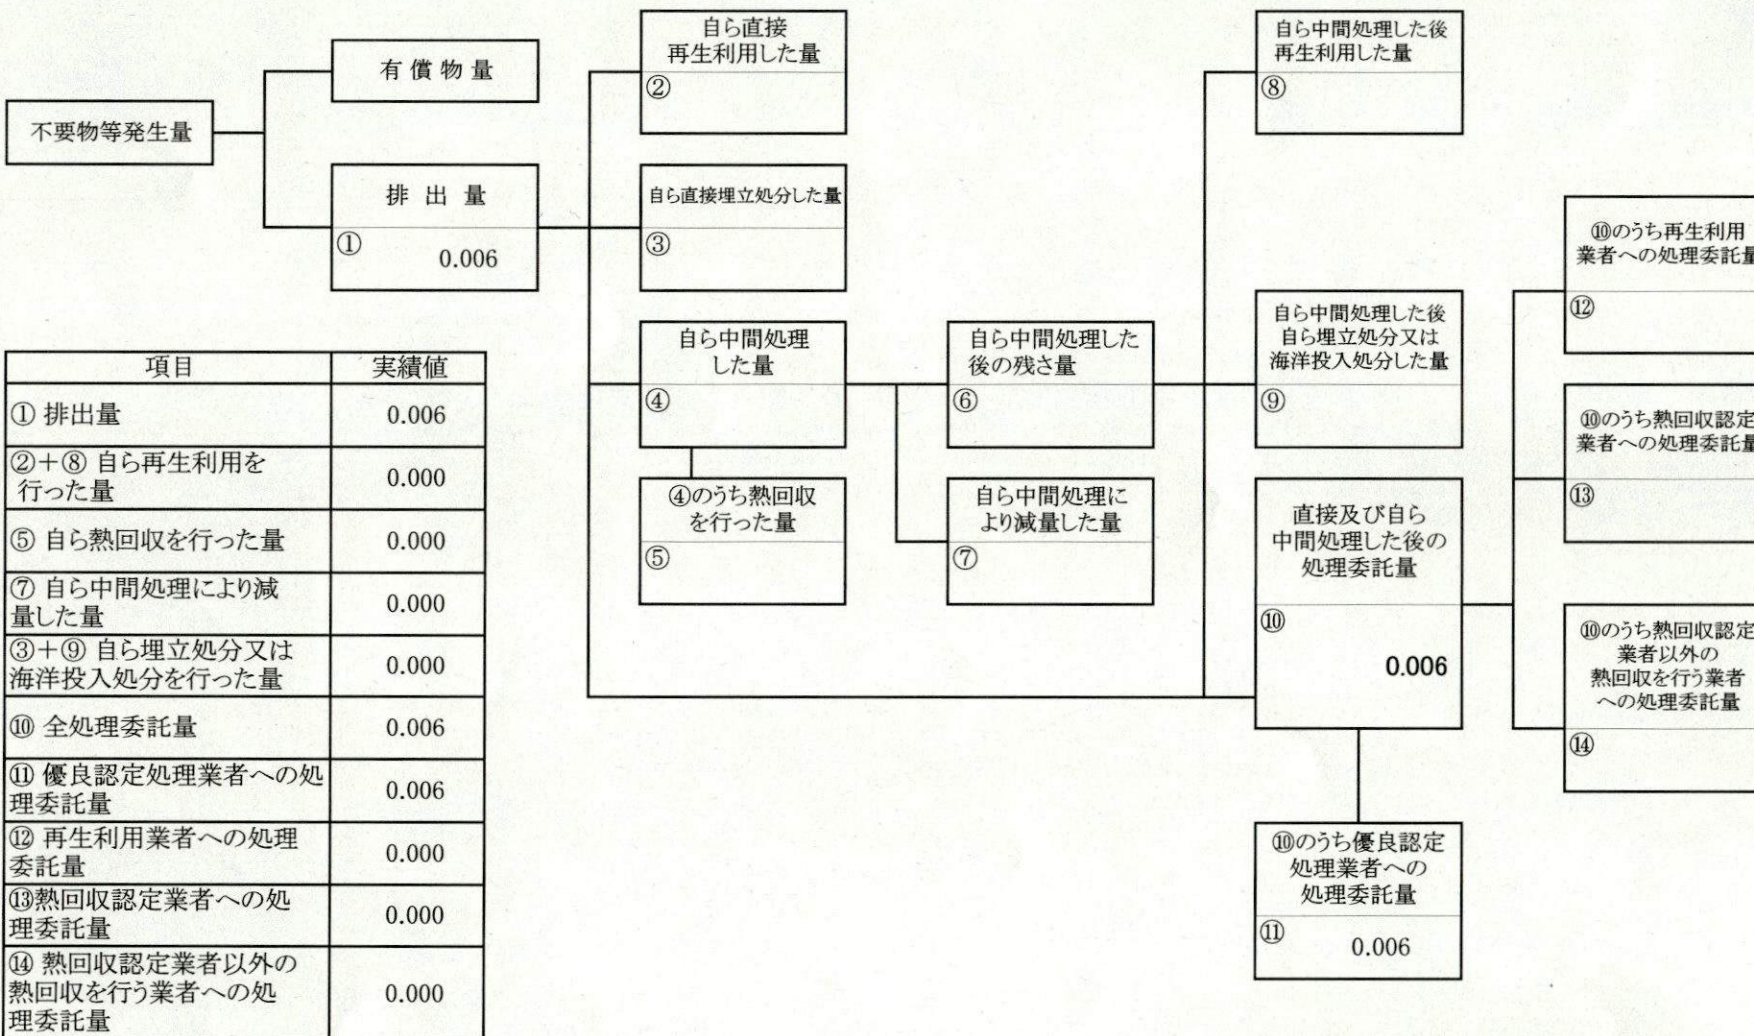 不要物等発生量
有償物量
排出量
① 0.006
自ら直接
再生利用した量
②
自ら直接埋立処分した量
③
自ら中間処理
した量
④
④のうち熱回収
を行った量
⑤
自ら中間処理した
後の残さ量
⑥
自ら中間処理に
より減量した量
⑦
自ら中間処理した後
再生利用した量
⑧
自ら中間処理した後
自ら埋立処分又は
海洋投入処分した量
⑨
直接及び自ら
中間処理した後の
処理委託量
⑩
0.006
⑩のうち優良認定
処理業者への
処理委託量
⑪ 0.006
⑩のうち再生利用
業者への処理委託量
⑫
⑩のうち熱回収認定
業者への処理委託量
⑬
⑩のうち熱回収認定
業者以外の
熱回収を行う業者
への処理委託量
⑭
項目 実績値
① 排出量 0.006
②+⑧ 自ら再生利用を
行った量 0.000
⑤ 自ら熱回収を行った量 0.000
⑦ 自ら中間処理により減
量した量 0.000
③+⑨ 自ら埋立処分又は
海洋投入処分を行った量 0.000
⑩ 全処理委託量 0.006
⑪ 優良認定処理業者への処
理委託量 0.006
⑫ 再生利用業者への処理
委託量 0.000
⑬熱回収認定業者への処
理委託量 0.000
⑭ 熱回収認定業者以外の
熱回収を行う業者への処
理委託量 0.000